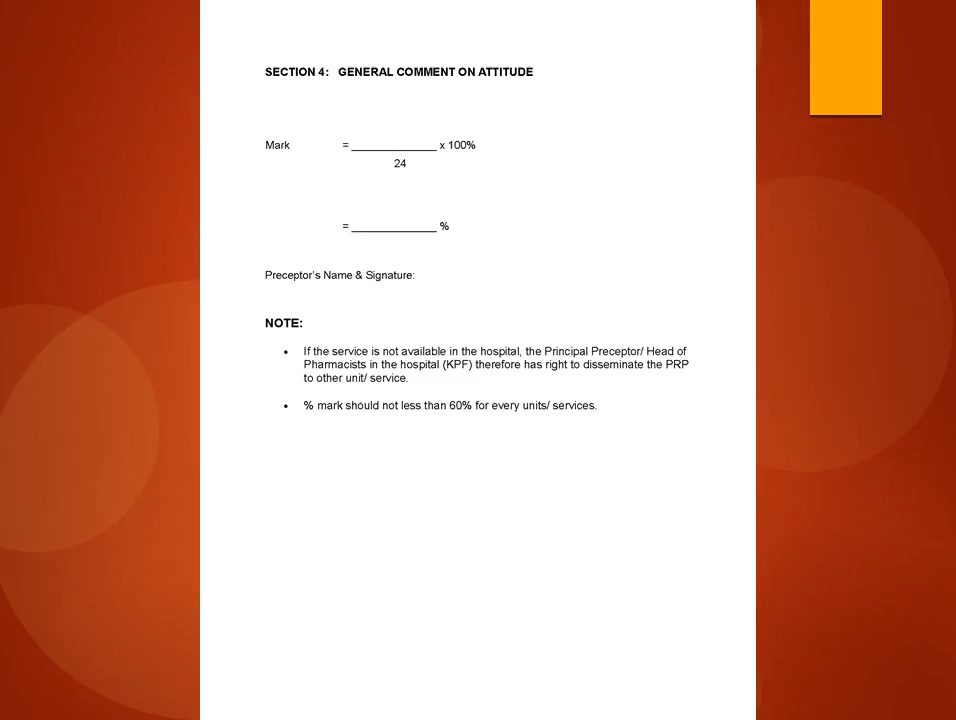 SECTION 4: GENERAL COMMENT ON ATTITUDE
Mark = ______________ x 100%
24
= ______________ %
Preceptor's Name & Signature:
NOTE:
• If the service is not available in the hospital, the Principal Preceptor/ Head of
Pharmacists in the hospital (KPF) therefore has right to disseminate the PRP
to other unit/ service.
• % mark should not less than 60% for every units/ services.